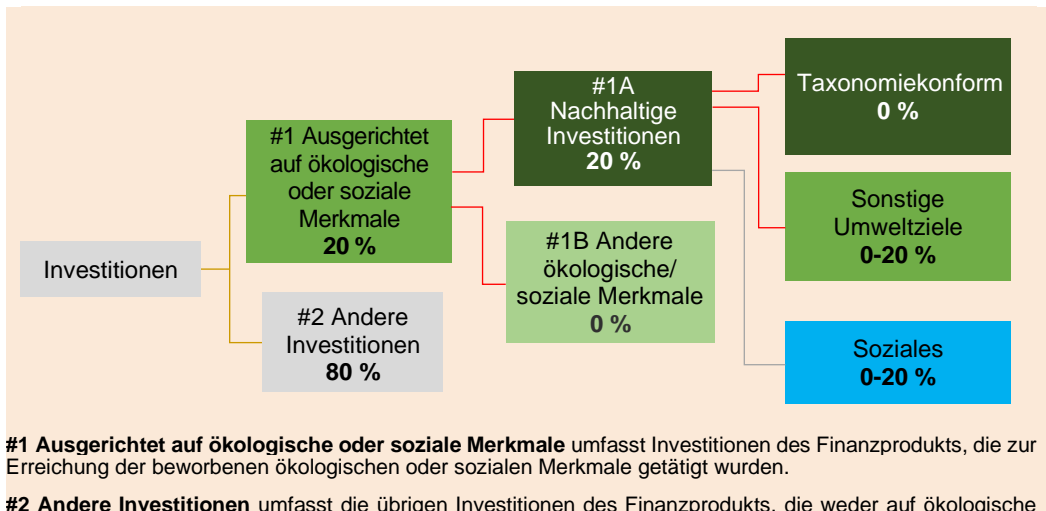 Investitionen
#1 Ausgerichtet
auf ökologische
oder soziale
Merkmale
20 %
#2 Andere
Investitionen
80 %
#1A
Nachhaltige
Investitionen
20 %
#1B Andere
ökologische/
soziale Merkmale
0 %
Taxonomiekonform
0 %
Sonstige
Umweltziele
0-20 %
Soziales
0-20 %
#1 Ausgerichtet auf ökologische oder soziale Merkmale umfasst Investitionen des Finanzprodukts, die zur
Erreichung der beworbenen ökologischen oder sozialen Merkmale getätigt wurden.
#2 Andere Investitionen umfasst die übrigen Investitionen des Finanzprodukts, die weder auf ökologische